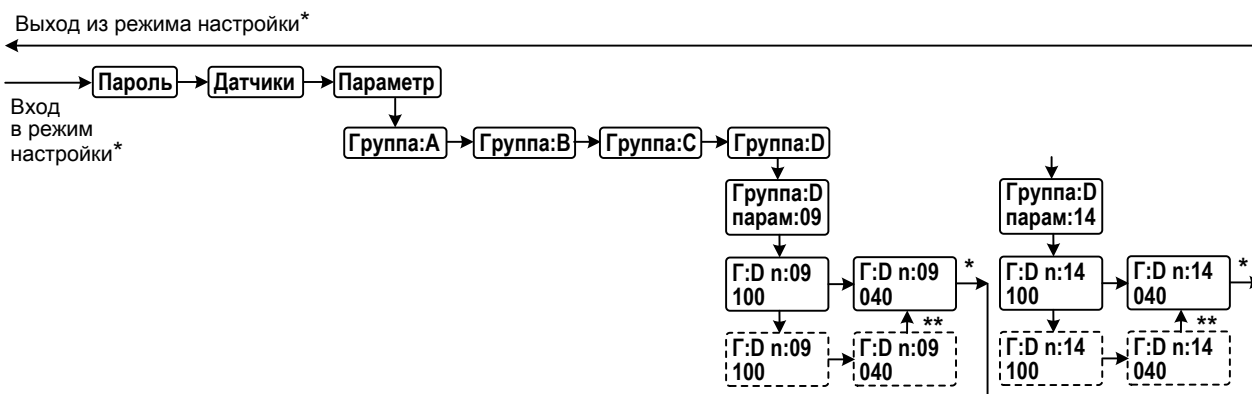 Выход из режима настройки*
Пароль
Датчики
Параметр
Вход
в режим
настройки*
Группа:A
Группа:B
Группа:C
Группа:D
Группа:D
парам:09
Г:D n:09
100
Г:D n:09
040
*
Г:D n:09
100
Г:D n:09
040
**
Группа:D
парам:14
Г:D n:14
100
Г:D n:14
040
*
Г:D n:14
100
Г:D n:14
040
**